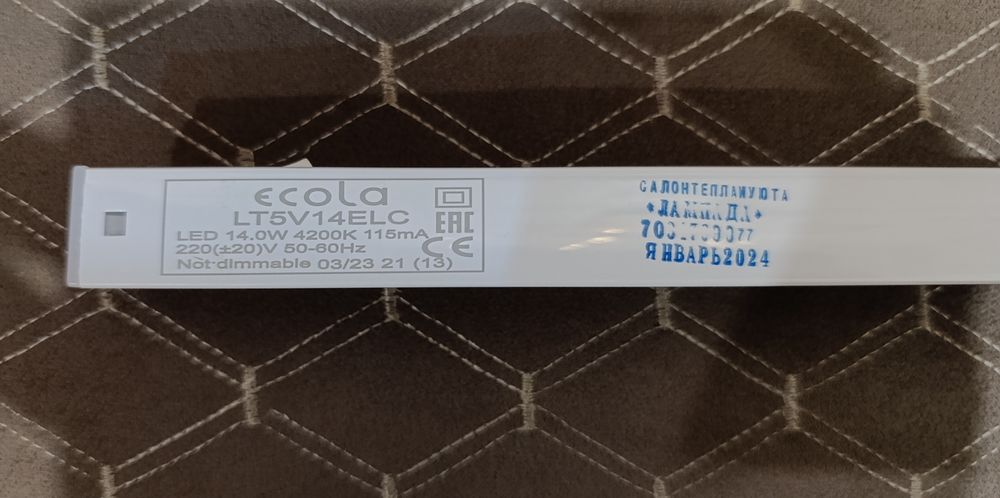 ecola
LT5V14ELC
LED 14.0W 4200K 115mA
220(±20)V 50-60Hz
Not-dimmable 03/23 21 (13)
EAC
CE
САЛОНТЕПЛАИУЮТА
*ЛАМПАДА*
ЯНВАРЬ2024